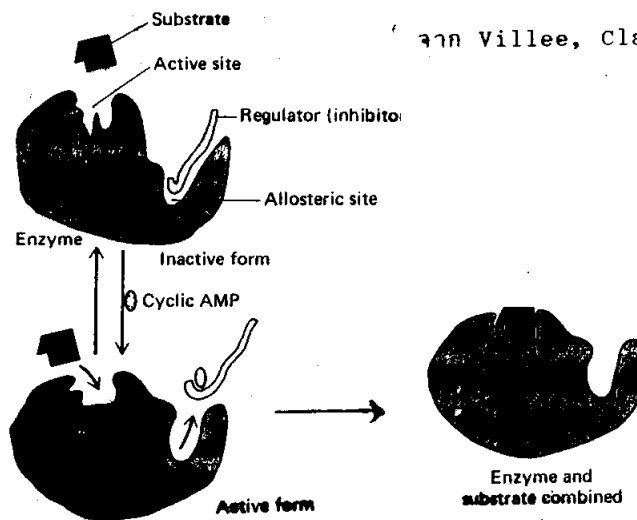 Substrate
จาก Villee, Cla
Active site
Regulator (inhibito
Allosteric site
Enzyme
Inactive form
Cyclic AMP
Active form
Enzyme and
substrate combined